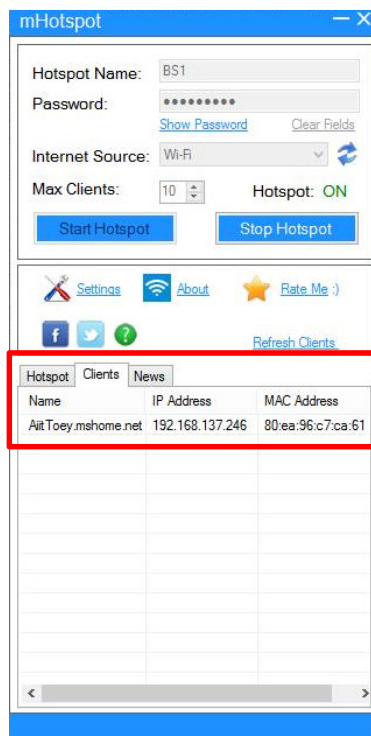 mHotspot
Hotspot Name: BS1
Password: •••••••••
Show Password Clear Fields
Internet Source: Wi-Fi
Max Clients: 10 Hotspot: ON
Start Hotspot Stop Hotspot
Settings About Rate Me :)
Refresh Clients
Hotspot Clients News
Name IP Address MAC Address
AiitToey.mshome.net 192.168.137.246 80:ea:96:c7:ca:61